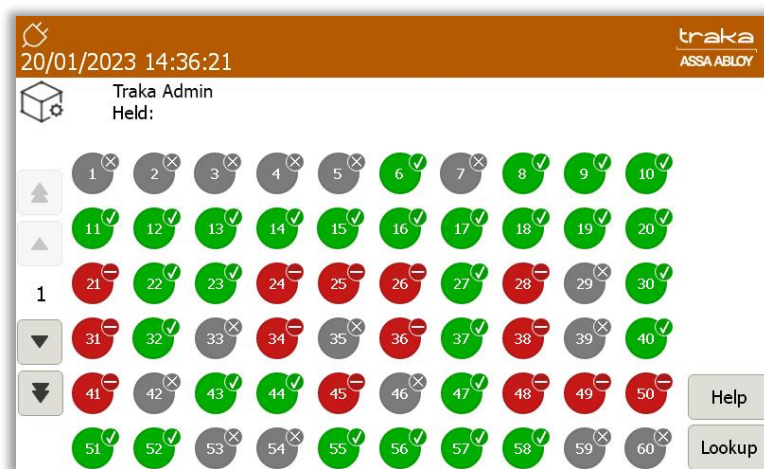 20/01/2023 14:36:21
traka
ASSA ABLOY
Traka Admin
Held:
1 2 3 4 5 6 7 8 9 10
11 12 13 14 15 16 17 18 19 20
21 22 23 24 25 26 27 28 29 30
1
31 32 33 34 35 36 37 38 39 40
41 42 43 44 45 46 47 48 49 50
Help
51 52 53 54 55 56 57 58 59 60
Lookup